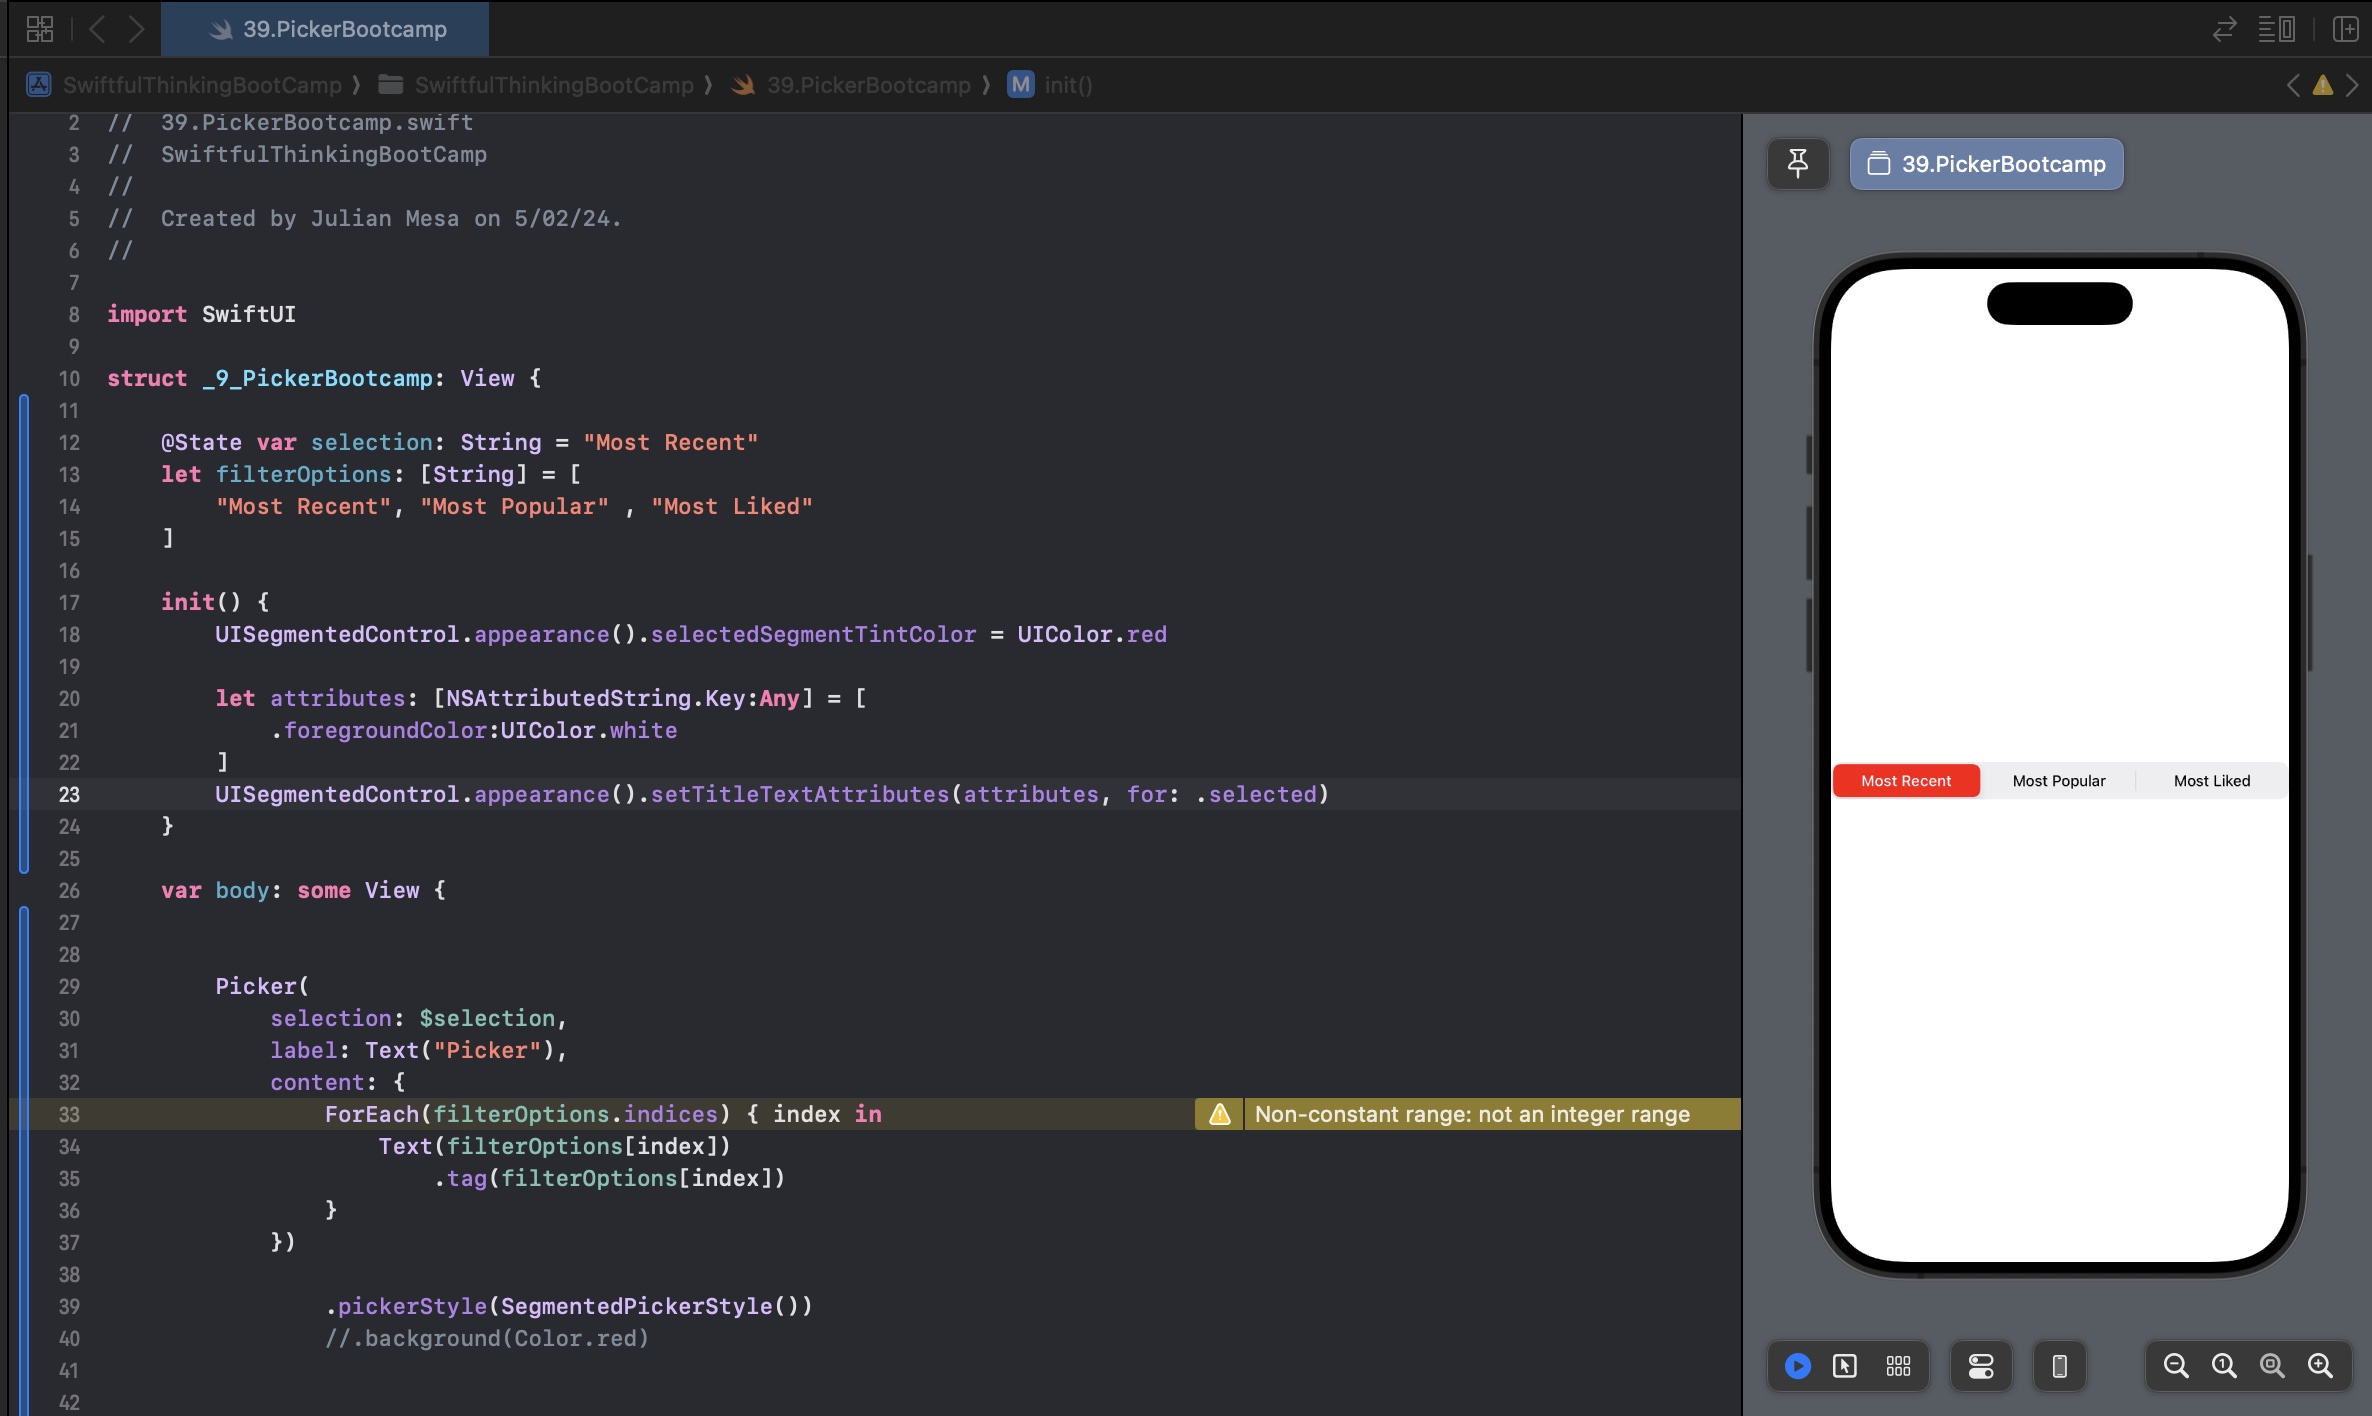 39.PickerBootcamp
SwiftfulThinkingBootCamp ⟩ SwiftfulThinkingBootCamp ⟩ 39.PickerBootcamp ⟩ M init()
2 //  39.PickerBootcamp.swift
3 //  SwiftfulThinkingBootCamp
4 //
5 //  Created by Julian Mesa on 5/02/24.
6 //
7
8 import SwiftUI
9
10 struct _9_PickerBootcamp: View {
11
12     @State var selection: String = "Most Recent"
13     let filterOptions: [String] = [
14         "Most Recent", "Most Popular" , "Most Liked"
15     ]
16
17     init() {
18         UISegmentedControl.appearance().selectedSegmentTintColor = UIColor.red
19
20         let attributes: [NSAttributedString.Key:Any] = [
21             .foregroundColor:UIColor.white
22         ]
23         UISegmentedControl.appearance().setTitleTextAttributes(attributes, for: .selected)
24     }
25
26     var body: some View {
27
28
29         Picker(
30             selection: $selection,
31             label: Text("Picker"),
32             content: {
33                 ForEach(filterOptions.indices) { index in    Non-constant range: not an integer range
34                     Text(filterOptions[index])
35                         .tag(filterOptions[index])
36                 }
37             })
38
39                 .pickerStyle(SegmentedPickerStyle())
40                 //.background(Color.red)
41
42
39.PickerBootcamp
Most Recent Most Popular Most Liked